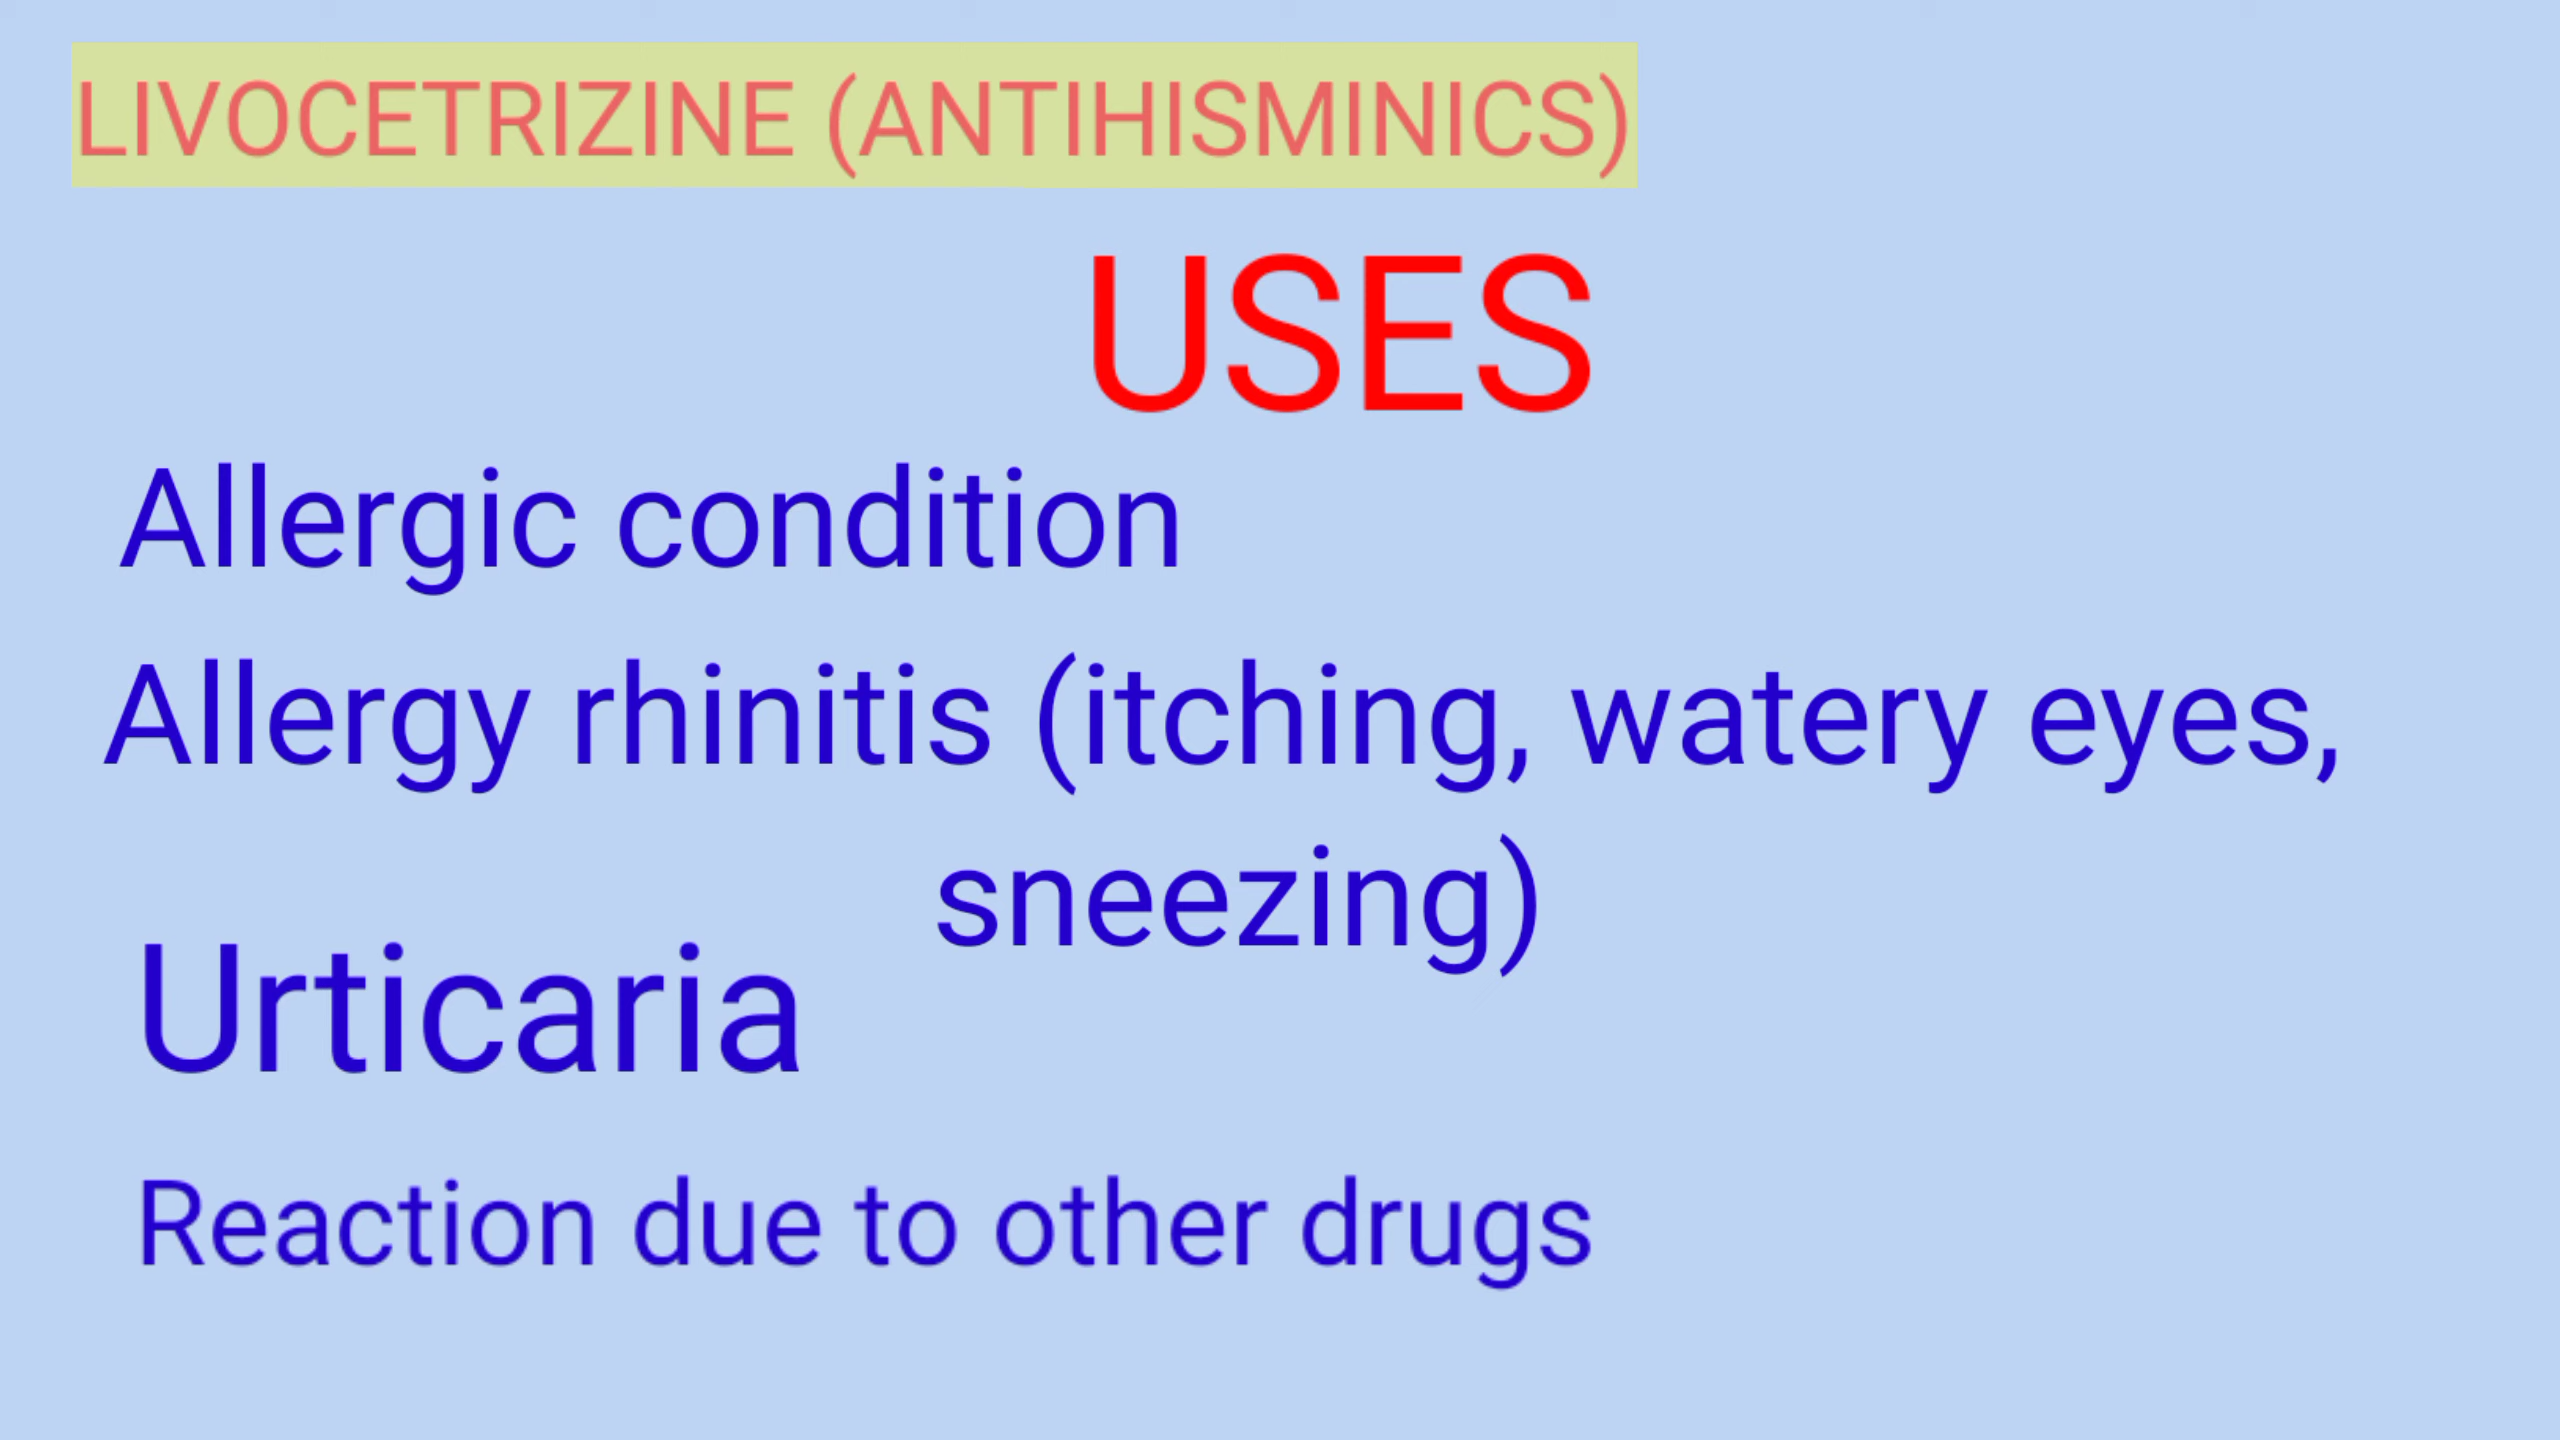 LIVOCETRIZINE (ANTIHISMINICS)
USES
Allergic condition
Allergy rhinitis (itching, watery eyes,
sneezing)
Urticaria
Reaction due to other drugs